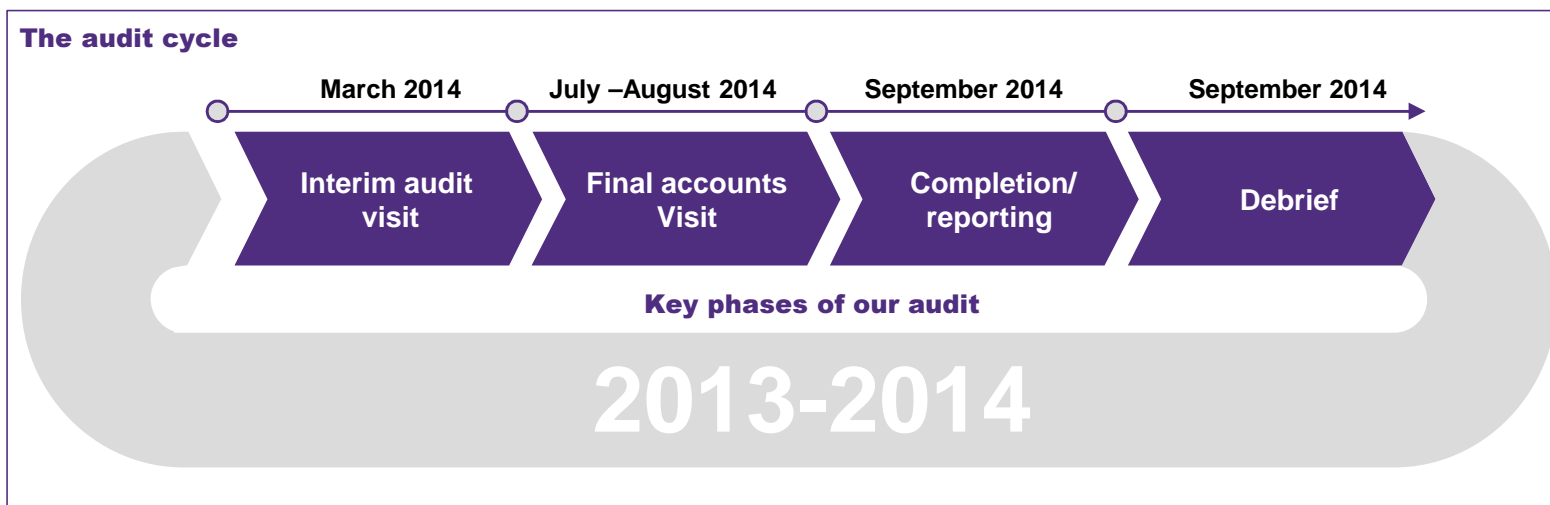 The audit cycle
March 2014
July –August 2014
September 2014
September 2014
Interim audit
visit
Final accounts
Visit
Completion/
reporting
Debrief
Key phases of our audit
2013-2014